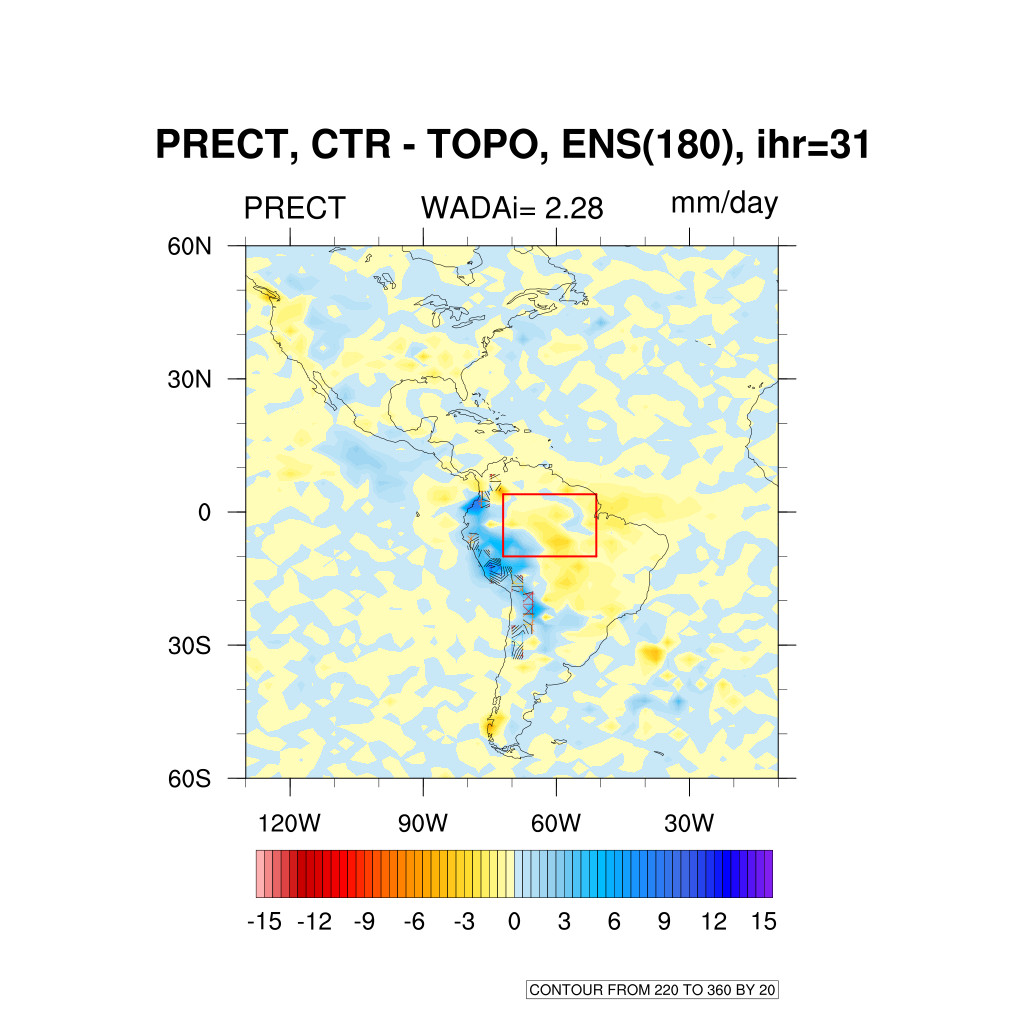 PRECT, CTR - TOPO, ENS(180), ihr=31
PRECT WADAi= 2.28 mm/day
60N
30N
0
30S
60S
120W 90W 60W 30W
-15 -12 -9 -6 -3 0 3 6 9 12 15
CONTOUR FROM 220 TO 360 BY 20